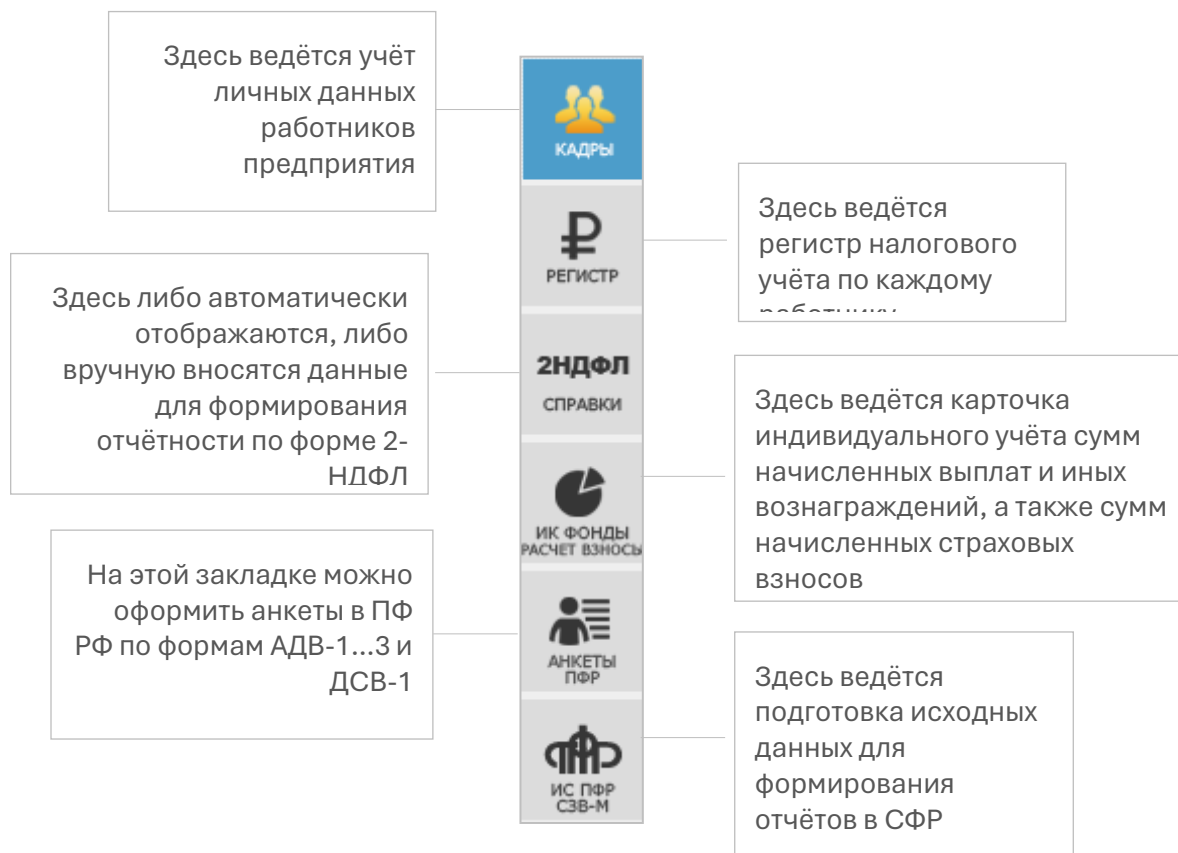 Здесь ведётся учёт
личных данных
работников
предприятия
КАДРЫ
РЕГИСТР
Здесь ведётся
регистр налогового
учёта по каждому
работнику
Здесь либо автоматически
отображаются, либо
вручную вносятся данные
для формирования
отчётности по форме 2-
НДФЛ
2НДФЛ
СПРАВКИ
Здесь ведётся карточка
индивидуального учёта сумм
начисленных выплат и иных
вознаграждений, а также сумм
начисленных страховых
взносов
ИК ФОНДЫ
РАСЧЕТ ВЗНОСЫ
На этой закладке можно
оформить анкеты в ПФ
РФ по формам АДВ-1...3 и
ДСВ-1
АНКЕТЫ
ПФР
Здесь ведётся
подготовка исходных
данных для
формирования
отчётов в СФР
ИС ПФР
СЗВ-М